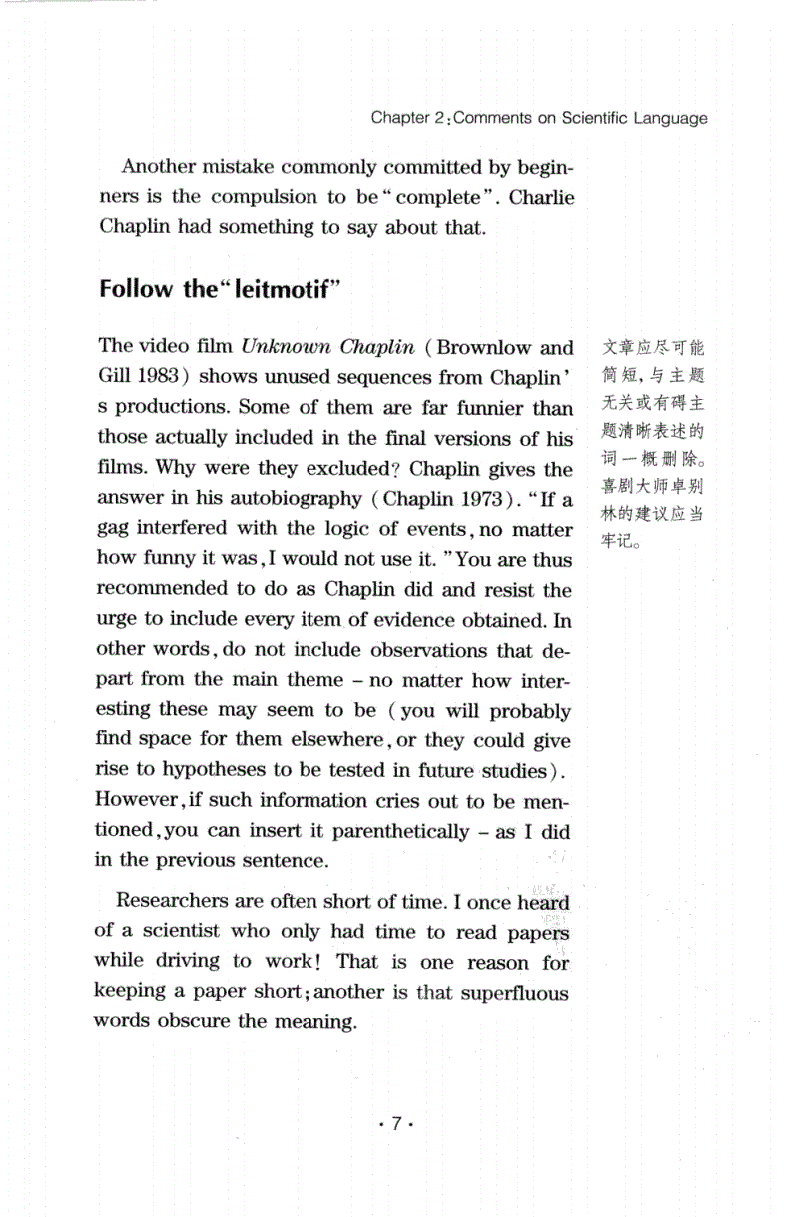 Chapter 2:Comments on Scientific Language
Another mistake commonly committed by begin-
ners is the compulsion to be“complete”. Charlie
Chaplin had something to say about that.
Follow the“leitmotif”
The video film Unknown Chaplin (Brownlow and
Gill 1983) shows unused sequences from Chaplin’
s productions. Some of them are far funnier than
those actually included in the final versions of his
films. Why were they excluded? Chaplin gives the
answer in his autobiography (Chaplin 1973). “If a
gag interfered with the logic of events,no matter
how funny it was,I would not use it. ”You are thus
recommended to do as Chaplin did and resist the
urge to include every item of evidence obtained. In
other words,do not include observations that de-
part from the main theme – no matter how inter-
esting these may seem to be (you will probably
find space for them elsewhere,or they could give
rise to hypotheses to be tested in future studies).
However,if such information cries out to be men-
tioned,you can insert it parenthetically – as I did
in the previous sentence.
Researchers are often short of time. I once heard
of a scientist who only had time to read papers
while driving to work! That is one reason for
keeping a paper short;another is that superfluous
words obscure the meaning.
文章应尽可能
简短,与主题
无关或有碍主
题清晰表述的
词一概删除。
喜剧大师卓别
林的建议应当
牢记。
· 7 ·